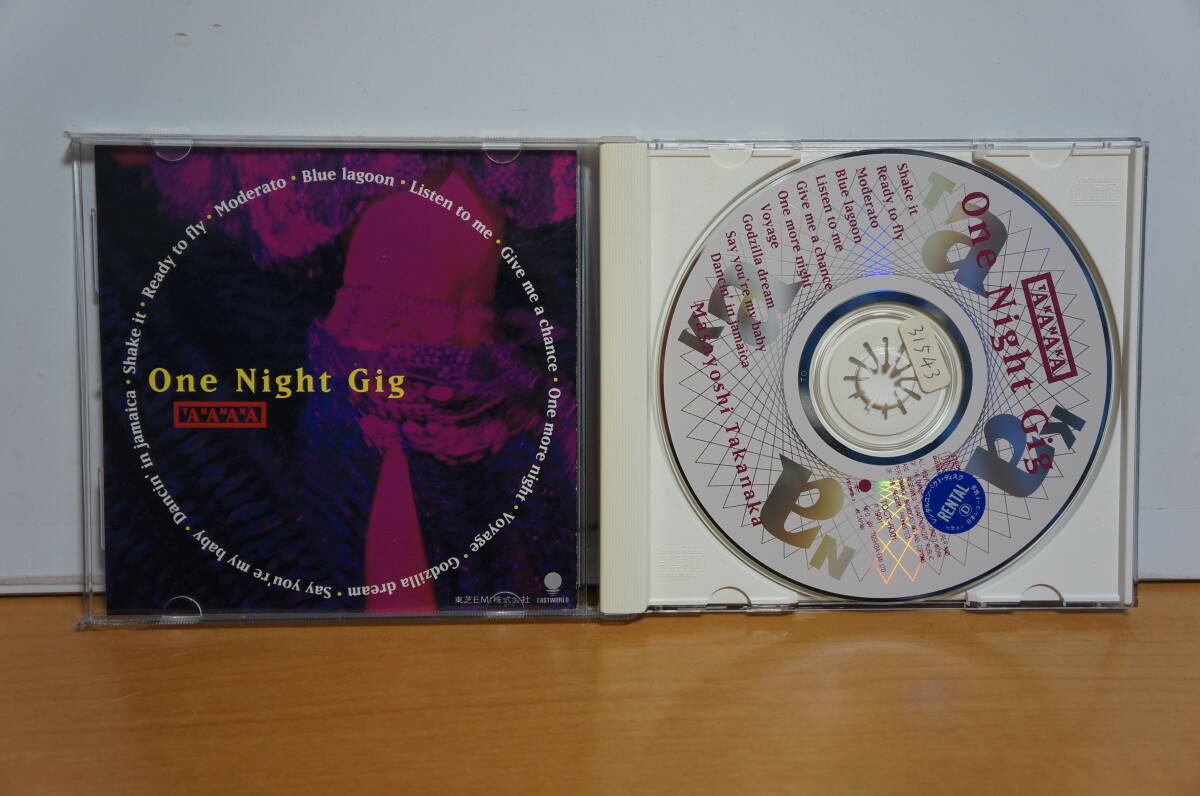 Shake it • Ready to fly • Moderato • Blue lagoon • Listen to me • Give me a chance • One more night • Voyage • Godzilla dream • Say you're my baby • Dancin' in jamaica •
One Night Gig
TAKANAKA
東芝EMI株式会社
EASTWORLD
Shake it
Ready to fly
Moderato
Blue lagoon
Listen to me
Give me a chance
One more night
Voyage
Godzilla dream
Say you're my baby
Dancin' in jamaica
Masayoshi Takanaka
One Night Gig
TAKANAKA
TaKaNaKa
31543
RENTAL
D